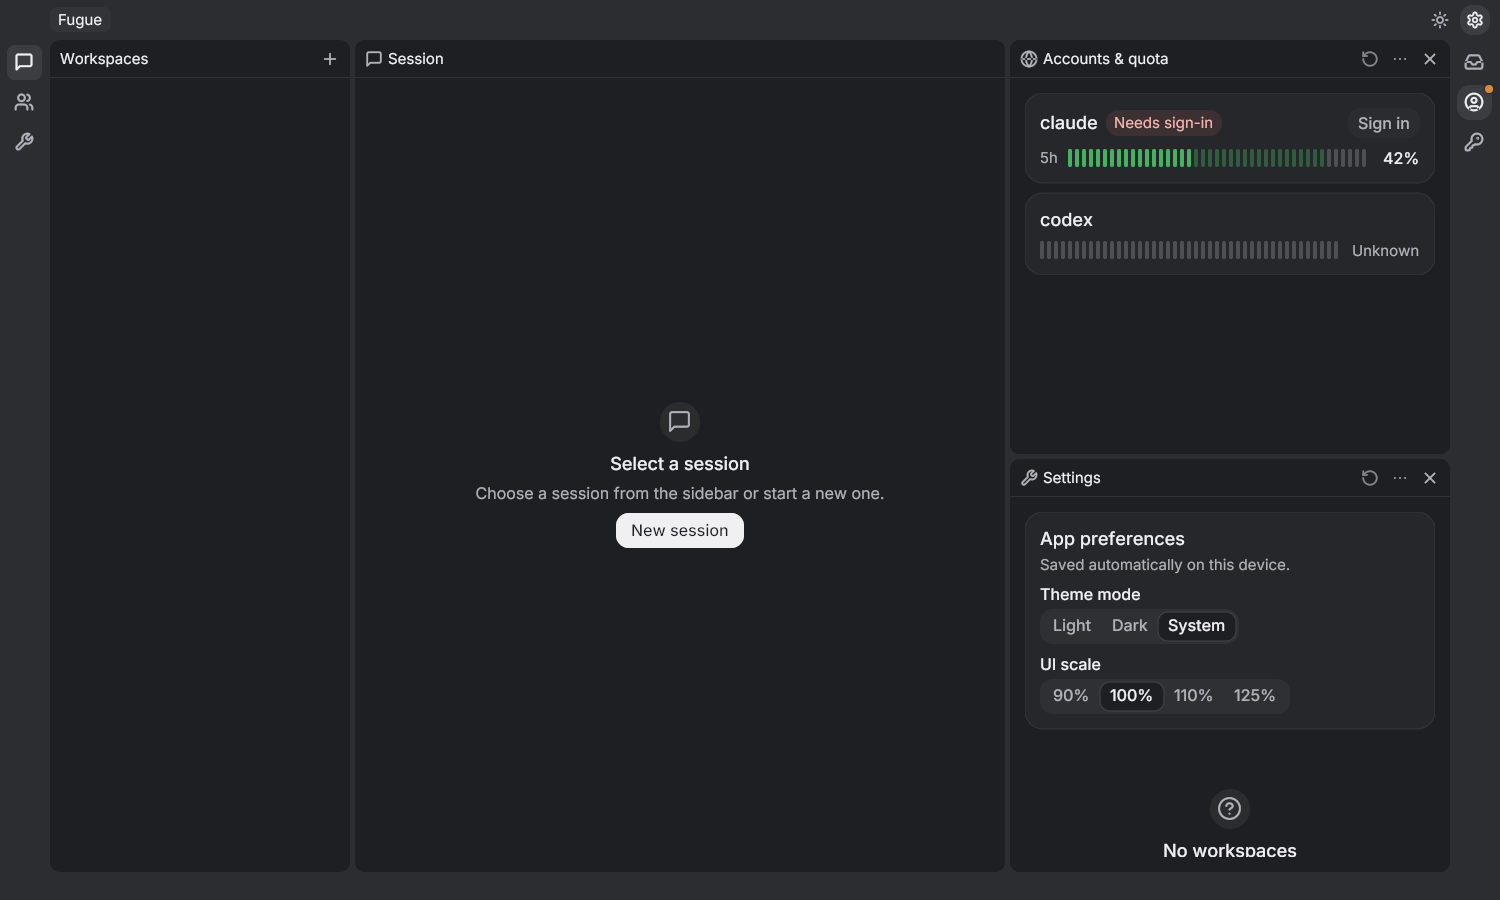 Fugue
Workspaces
Session
Select a session
Choose a session from the sidebar or start a new one.
New session
Accounts & quota
claude Needs sign-in Sign in
5h 42%
codex
Unknown
Settings
App preferences
Saved automatically on this device.
Theme mode
Light Dark System
UI scale
90% 100% 110% 125%
No workspaces